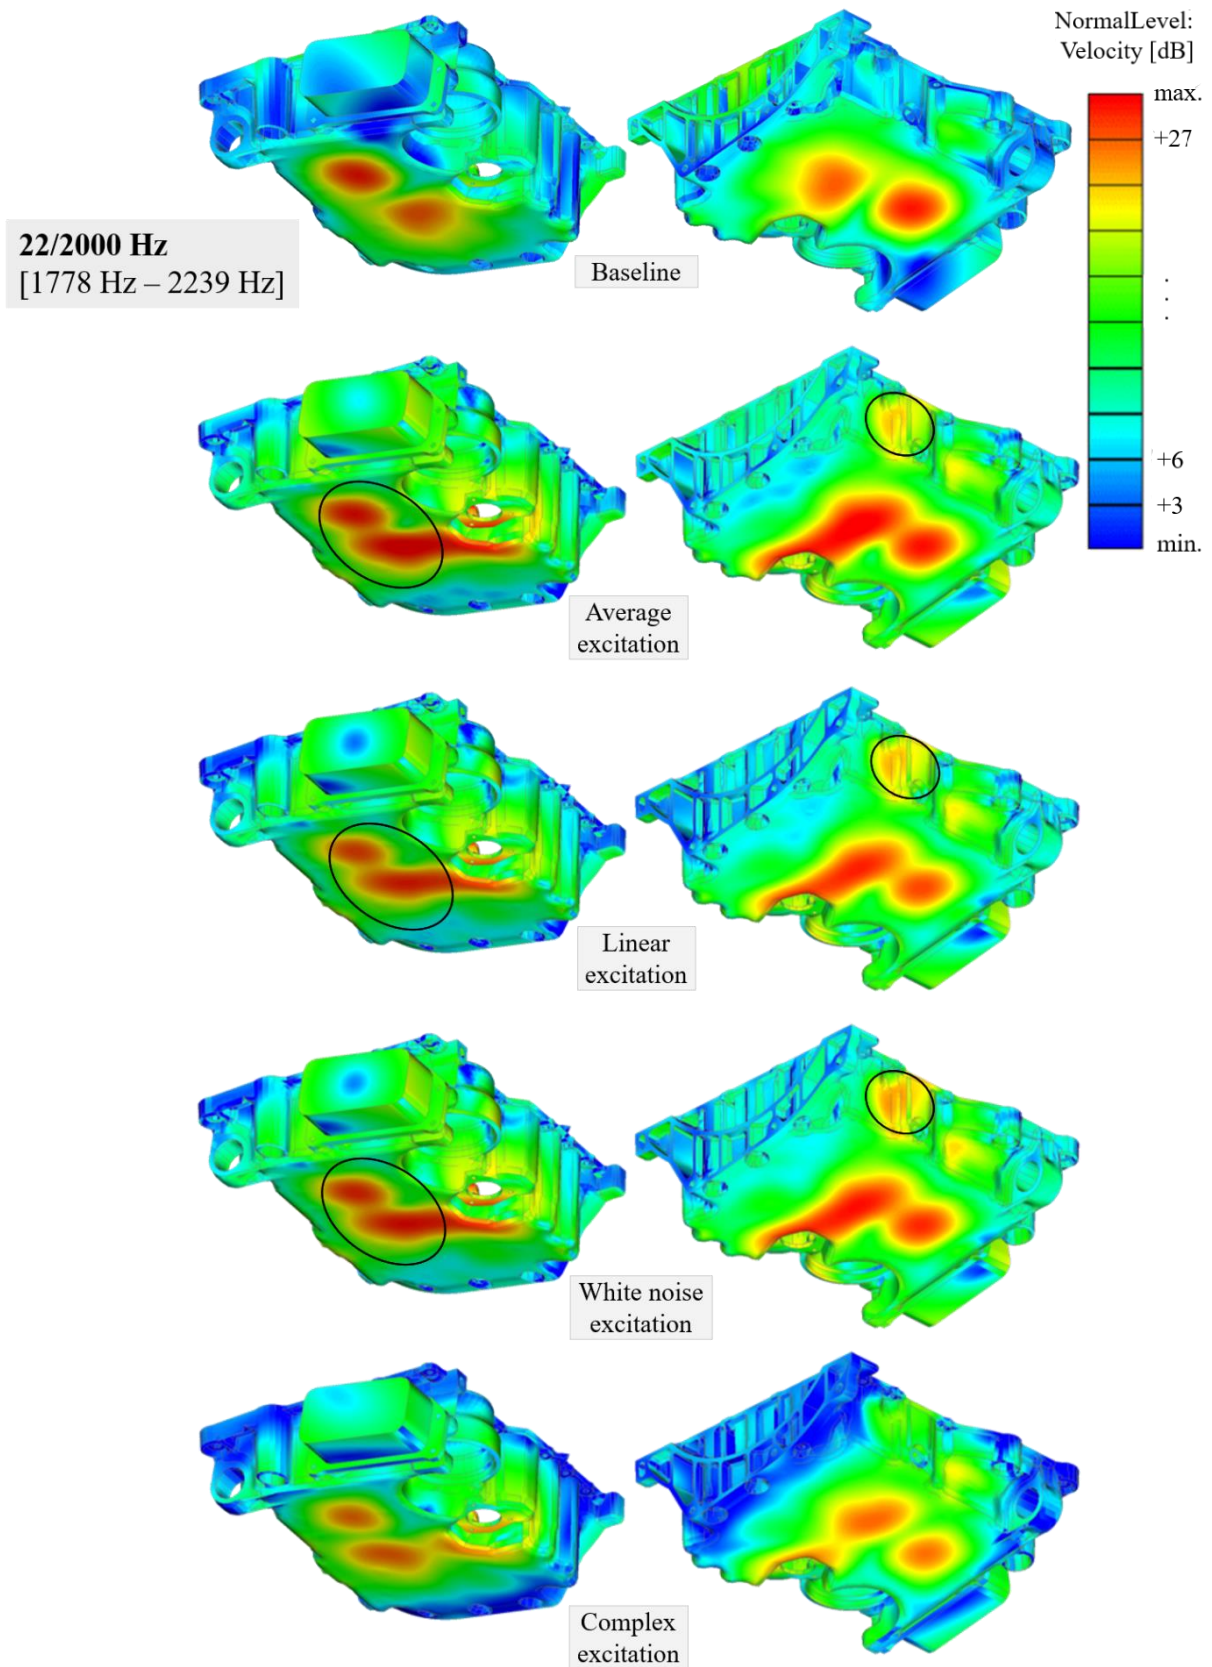 NormalLevel:
Velocity [dB]
max.
+27
22/2000 Hz
[1778 Hz – 2239 Hz]
Baseline
.
.
.
+6
+3
min.
Average
excitation
Linear
excitation
White noise
excitation
Complex
excitation